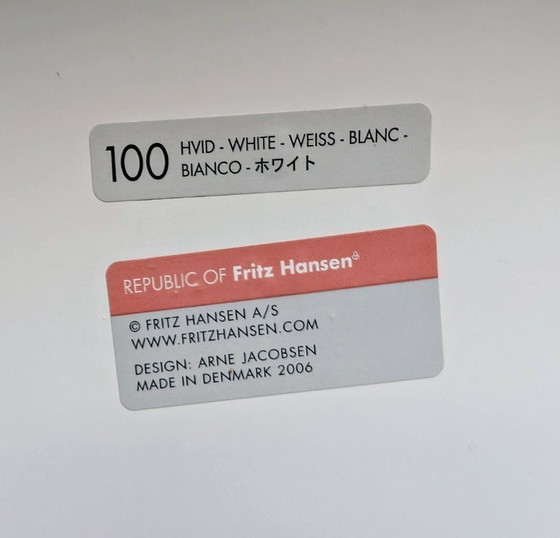 100 HVID - WHITE - WEISS - BLANC -
BIANCO - ホワイト
REPUBLIC OF Fritz Hansen
© FRITZ HANSEN A/S
WWW.FRITZHANSEN.COM
DESIGN: ARNE JACOBSEN
MADE IN DENMARK 2006